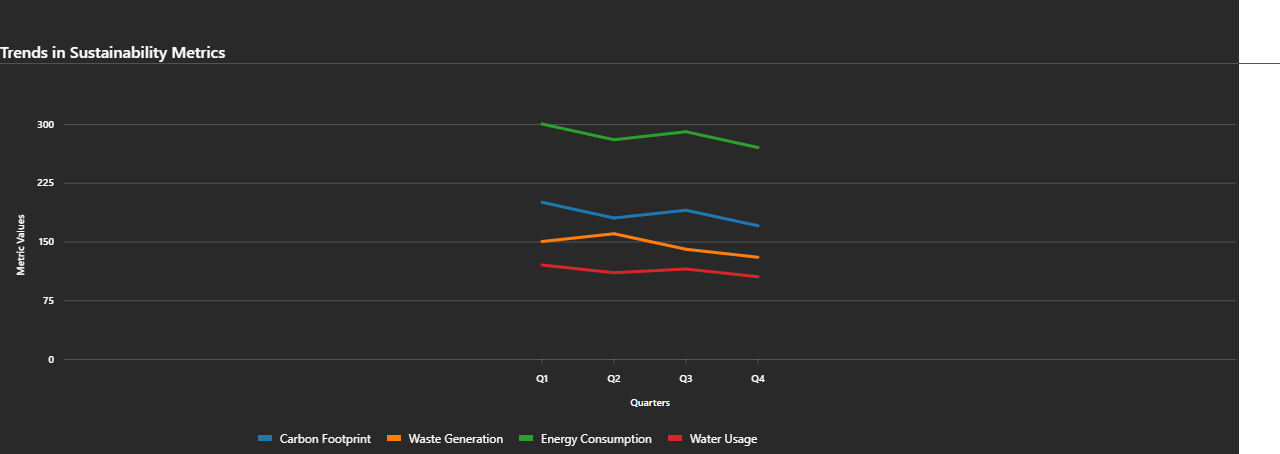 Trends in Sustainability Metrics
300
225
150
75
0
Metric Values
Q1 Q2 Q3 Q4
Quarters
Carbon Footprint Waste Generation Energy Consumption Water Usage